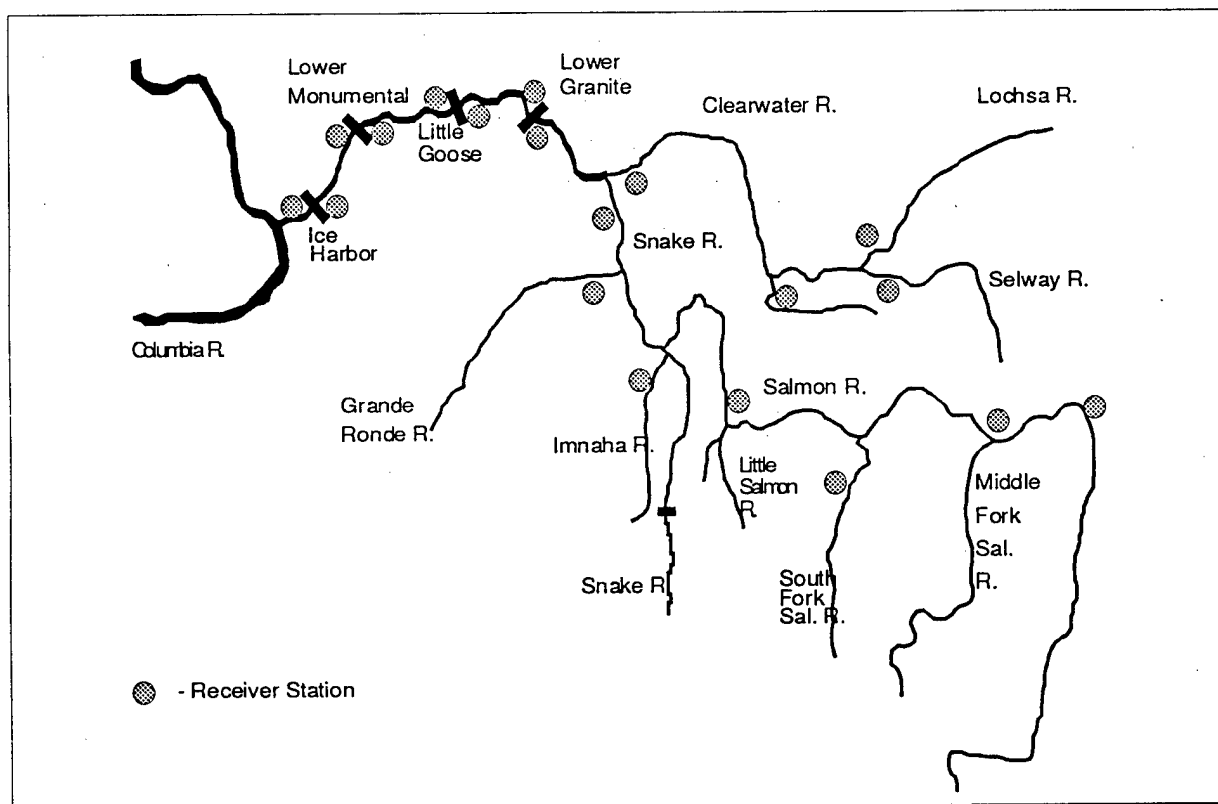 Lower
Monumental
Lower
Granite
Clearwater R.
Lochsa R.
Little
Goose
Ice
Harbor
Snake R.
Selway R.
Columbia R.
Grande
Ronde R.
Imnaha R.
Salmon R.
Little
Salmon
R.
Middle
Fork
Sal.
R.
Snake R
South
Fork
Sal. R.
- Receiver Station